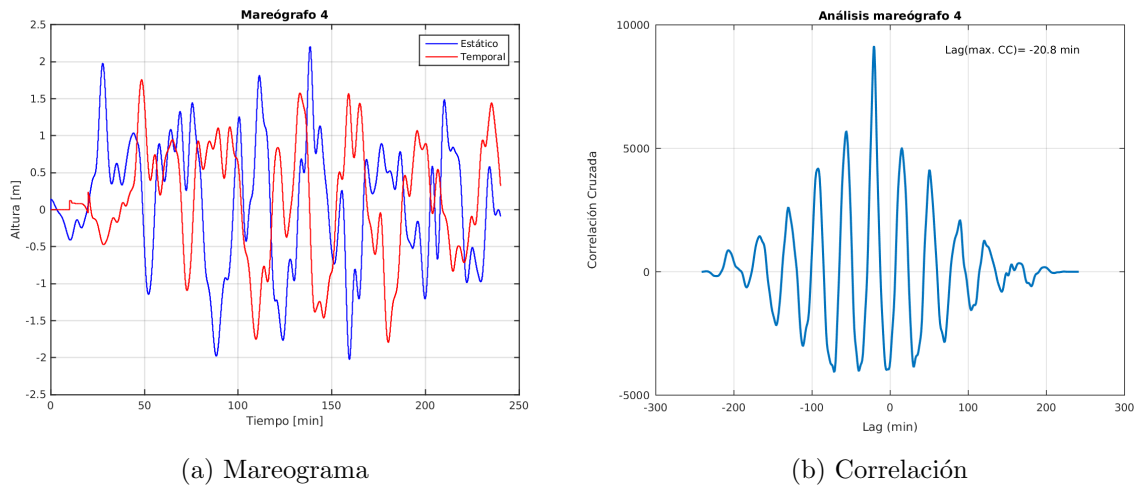 Mareógrafo 4
2.5
2
1.5
1
0.5
0
-0.5
-1
-1.5
-2
-2.5
Altura [m]
Estático
Temporal
0 50 100 150 200 250
Tiempo [min]
(a) Mareograma
Análisis mareógrafo 4
Lag(max. CC)= -20.8 min
10000
5000
0
-5000
Correlación Cruzada
-300 -200 -100 0 100 200 300
Lag (min)
(b) Correlación